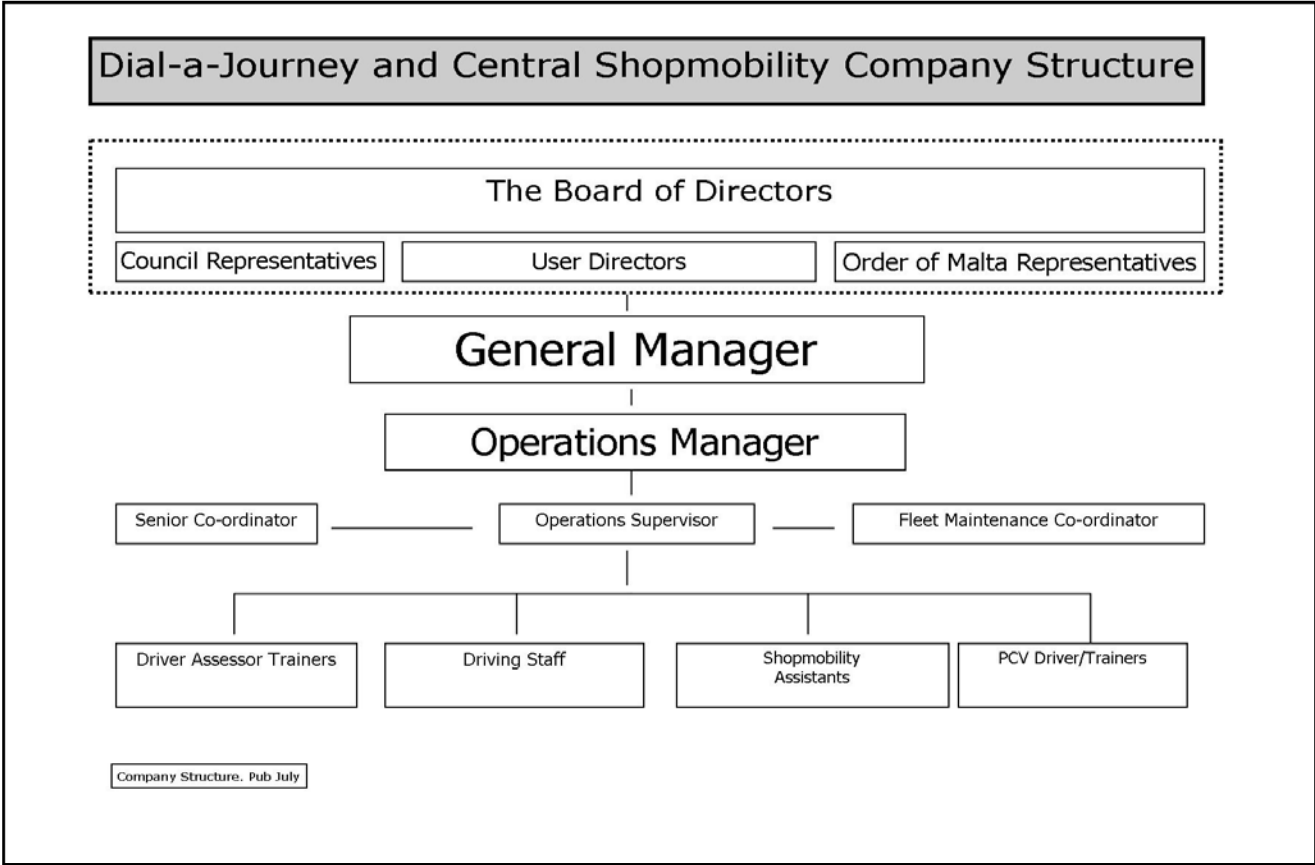 Dial-a-Journey and Central Shopmobility Company Structure
The Board of Directors
Council Representatives
User Directors
Order of Malta Representatives
General Manager
Operations Manager
Senior Co-ordinator
Operations Supervisor
Fleet Maintenance Co-ordinator
Driver Assessor Trainers
Driving Staff
Shopmobility
Assistants
PCV Driver/Trainers
Company Structure. Pub July